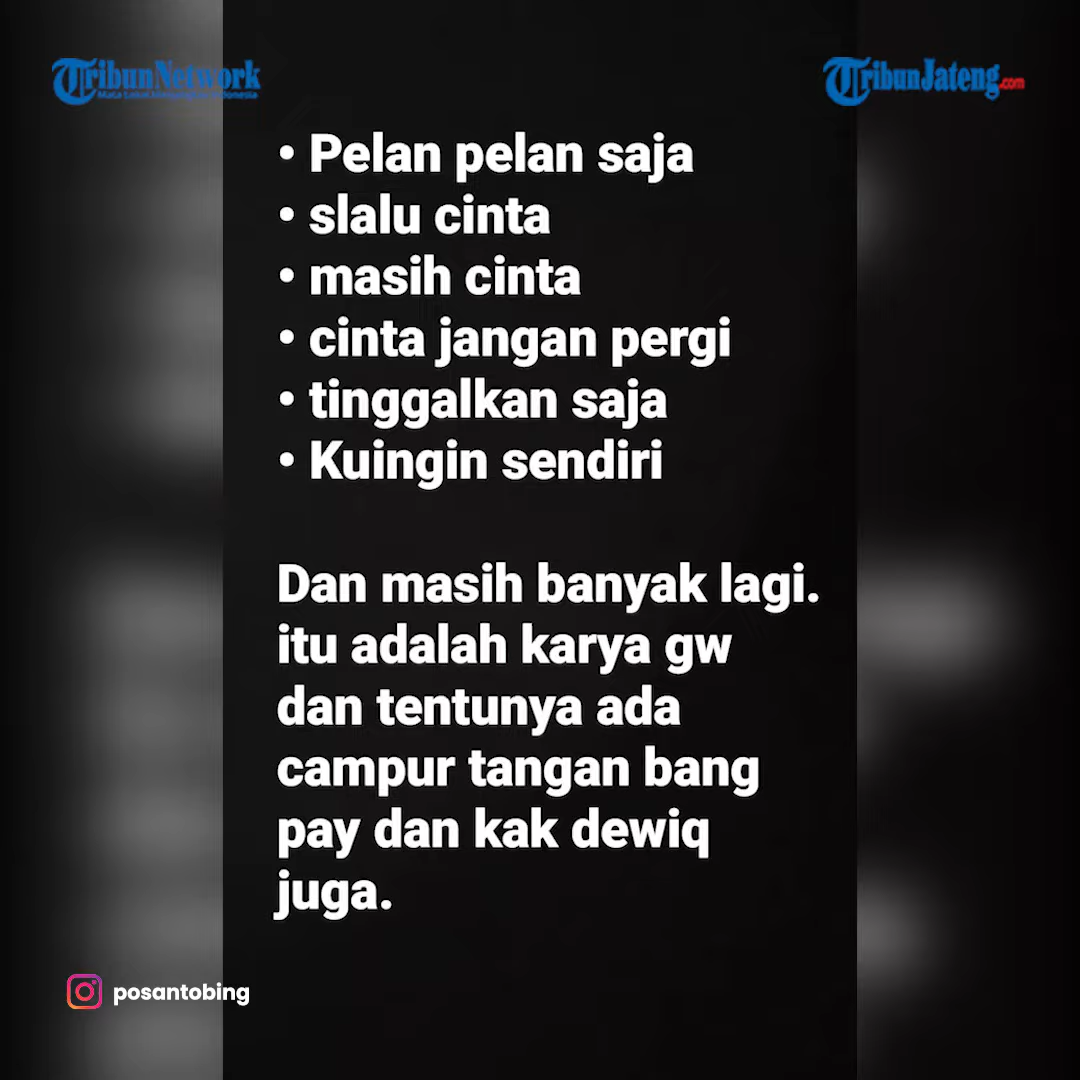 TribunNetwork
TribunJateng.com
• Pelan pelan saja
• slalu cinta
• masih cinta
• cinta jangan pergi
• tinggalkan saja
• Kuingin sendiri
Dan masih banyak lagi.
itu adalah karya gw
dan tentunya ada
campur tangan bang
pay dan kak dewiq
juga.
posantobing